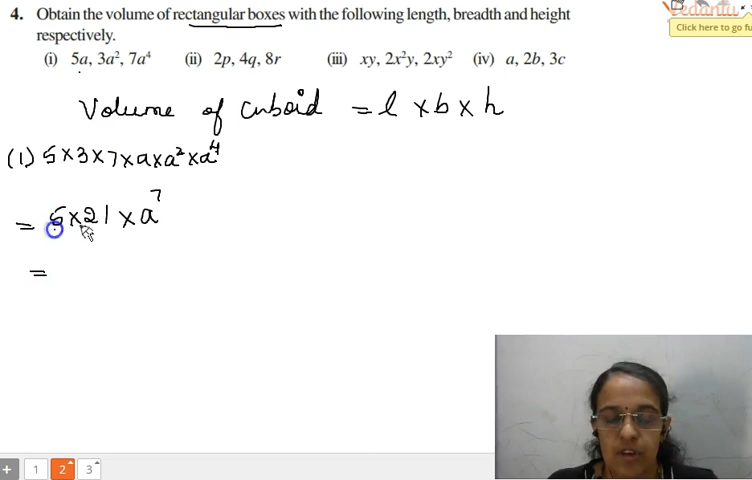 4. Obtain the volume of rectangular boxes with the following length, breadth and height
respectively.
(i) 5a, 3a², 7a⁴ (ii) 2p, 4q, 8r (iii) xy, 2x²y, 2xy² (iv) a, 2b, 3c
Click here to go fu
Volume of cuboid = l × b × h
(1) 5×3×7×a×a²×a⁴
= 5×21×a⁷
=
+ 1 2 3